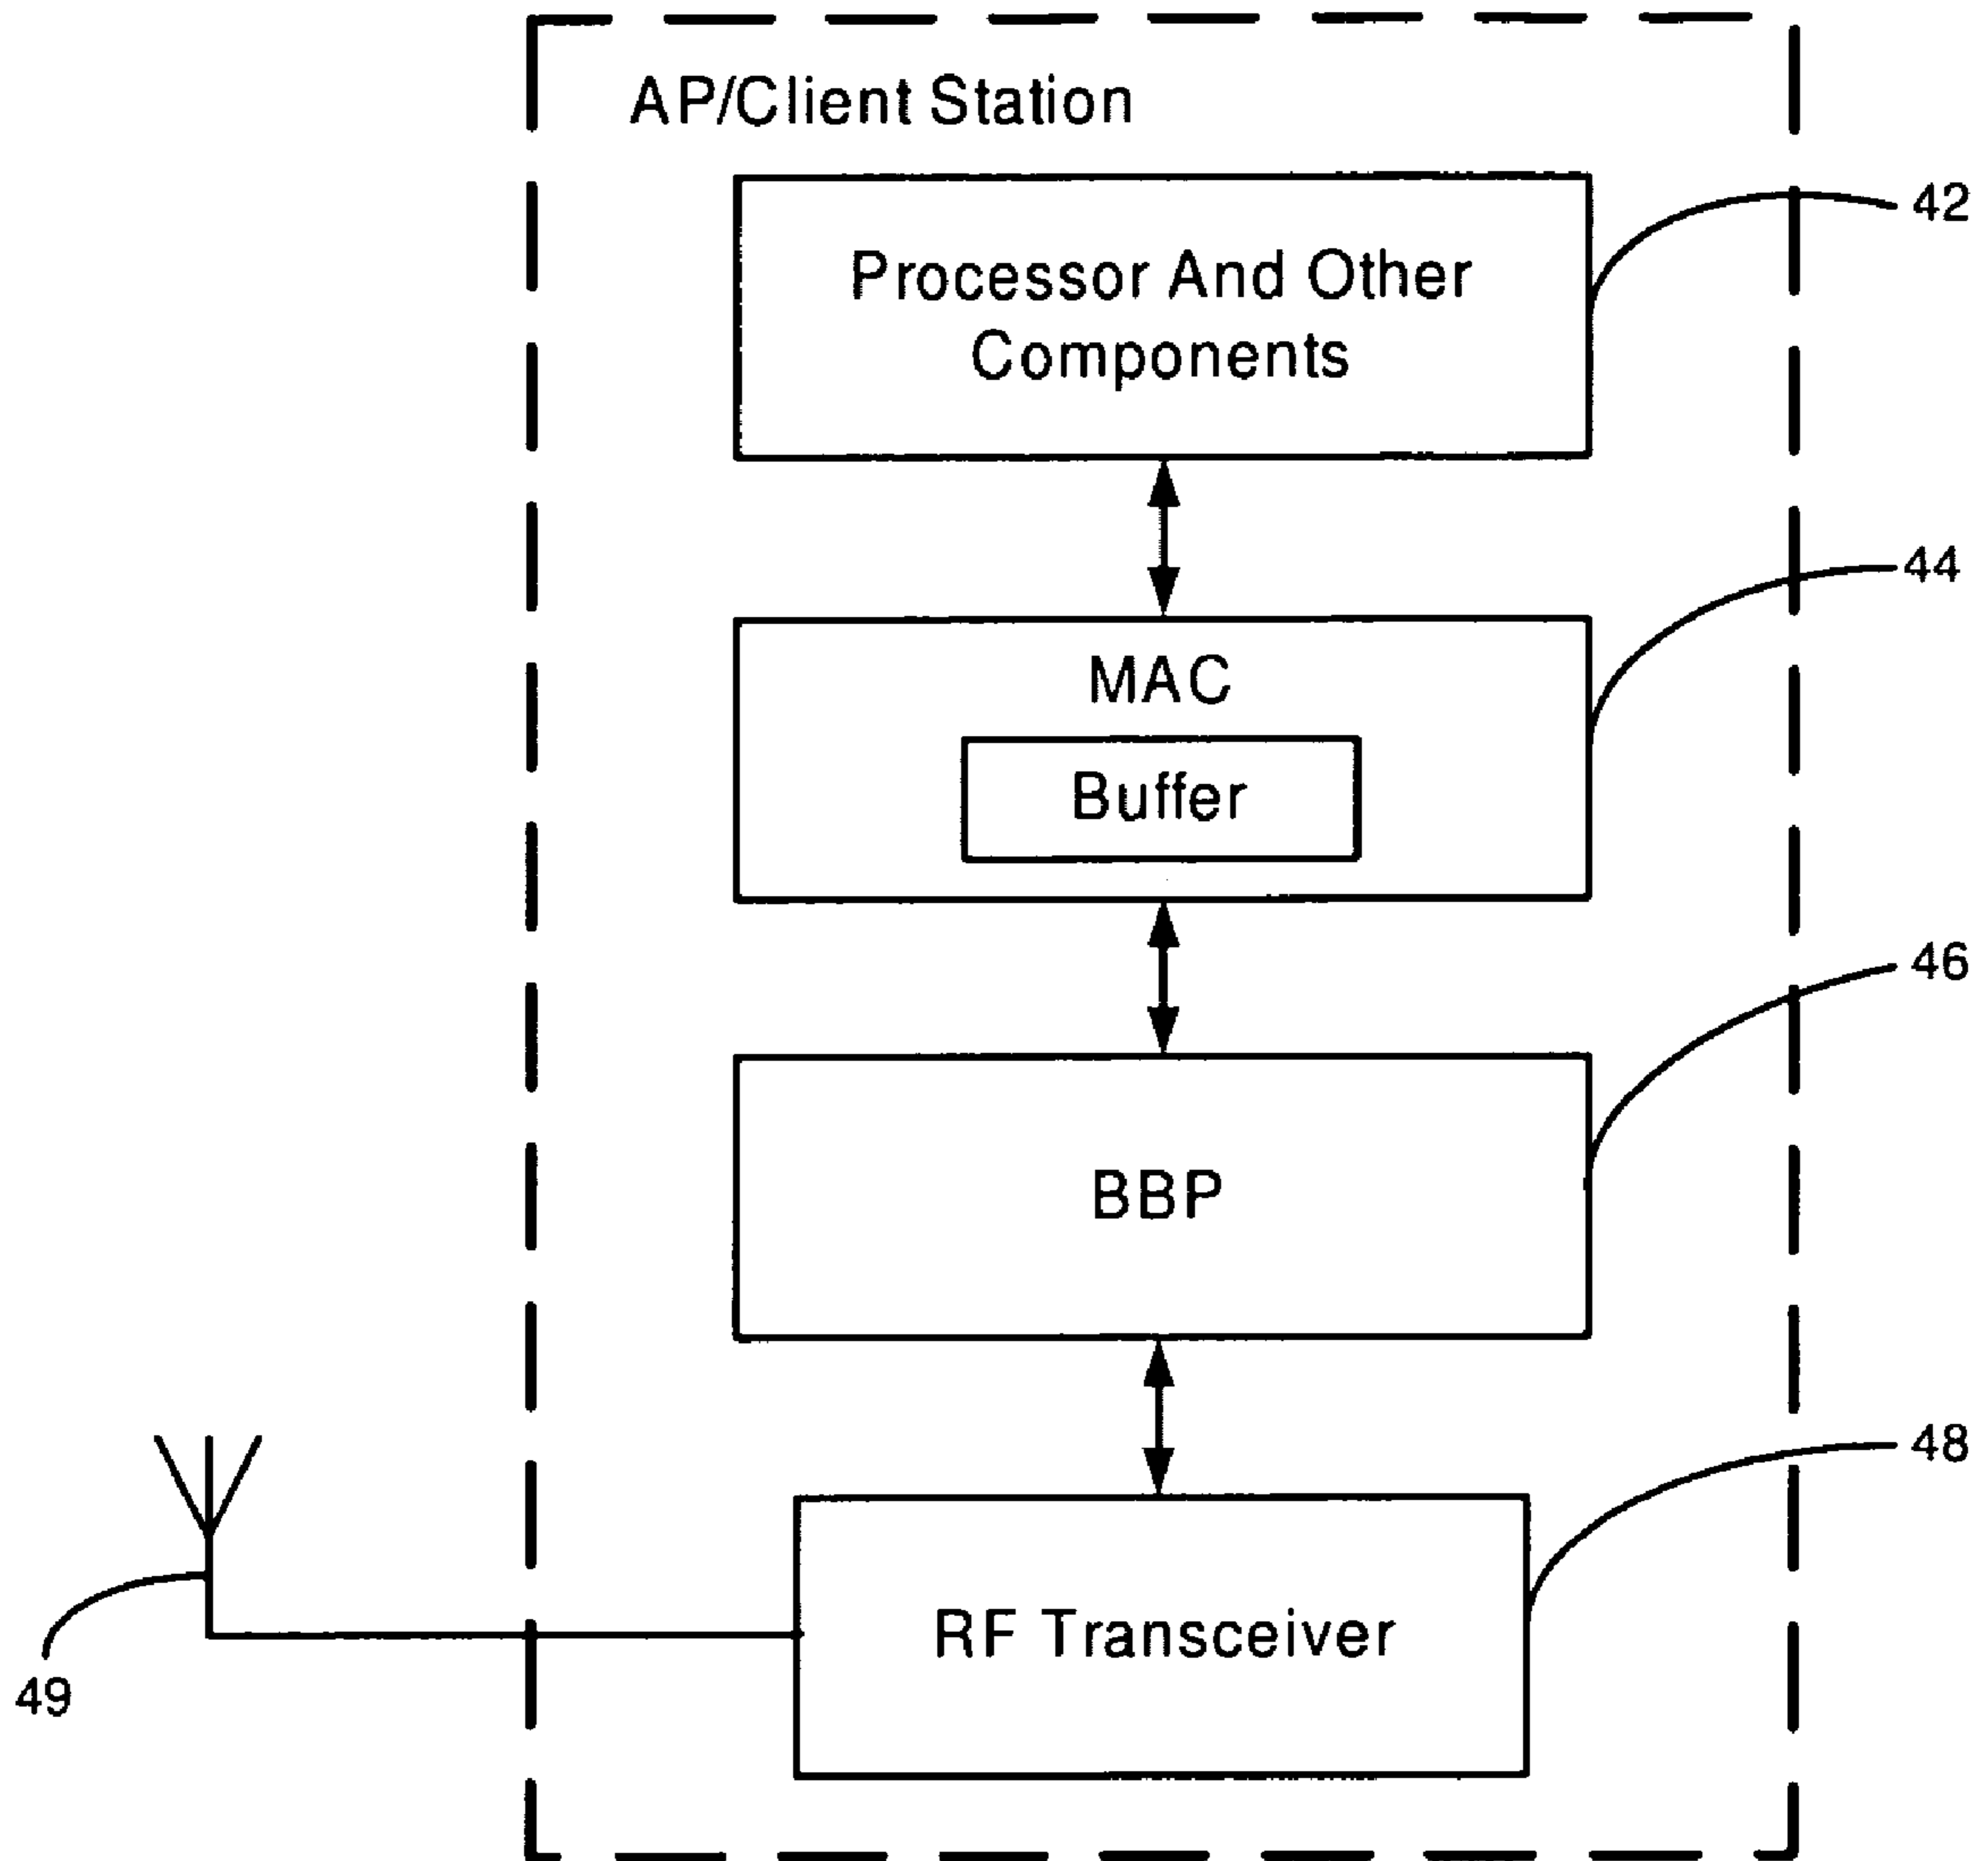 AP/Client Station
Processor And Other
Components
42
MAC
44
Buffer
46
BBP
48
RF Transceiver
49